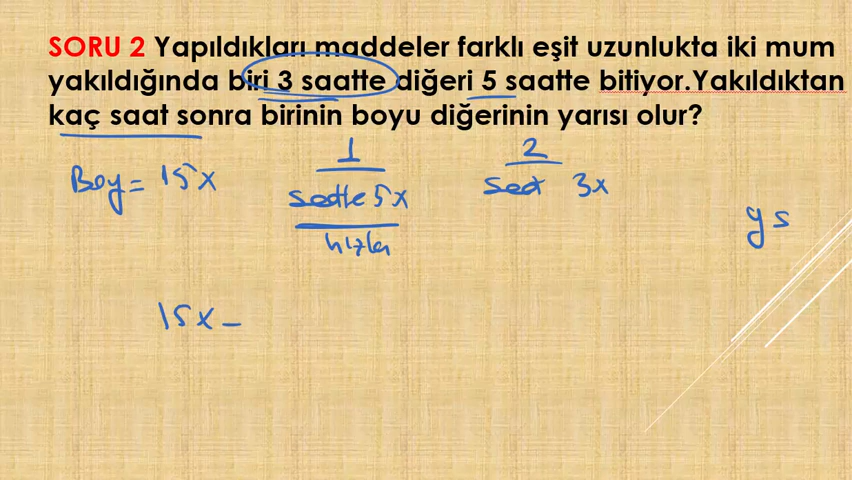 SORU 2 Yapıldıkları maddeler farklı eşit uzunlukta iki mum
yakıldığında biri 3 saatte diğeri 5 saatte bitiyor.Yakıldıktan
kaç saat sonra birinin boyu diğerinin yarısı olur?
Boy = 15x
1
saatte 5x
hızla
2
saat 3x
y s
15x -